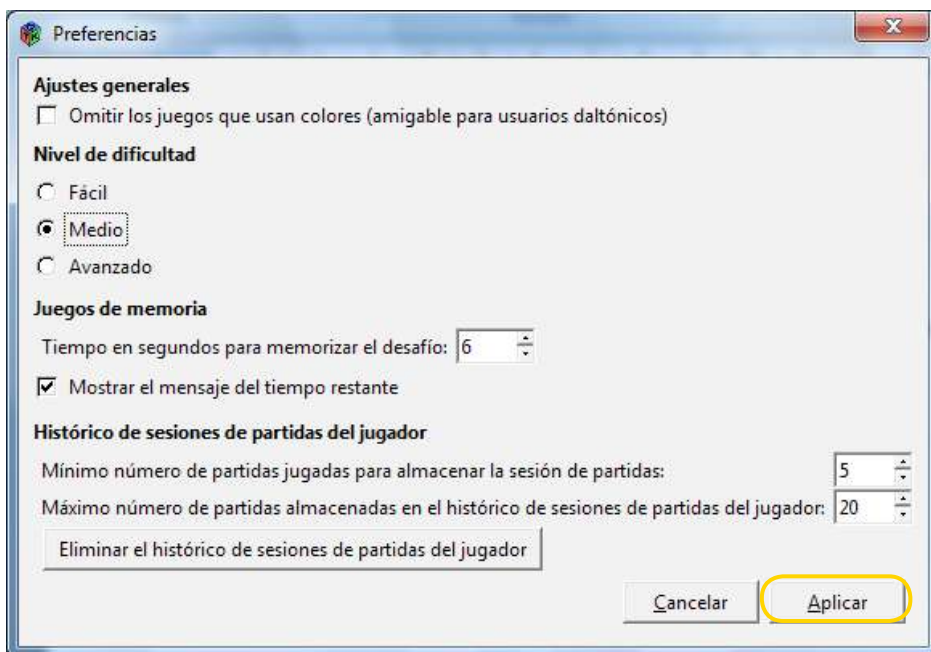 Preferencias
Ajustes generales
Omitir los juegos que usan colores (amigable para usuarios daltónicos)
Nivel de dificultad
Fácil
Medio
Avanzado
Juegos de memoria
Tiempo en segundos para memorizar el desafío: 6
Mostrar el mensaje del tiempo restante
Histórico de sesiones de partidas del jugador
Mínimo número de partidas jugadas para almacenar la sesión de partidas: 5
Máximo número de partidas almacenadas en el histórico de sesiones de partidas del jugador: 20
Eliminar el histórico de sesiones de partidas del jugador
Cancelar Aplicar